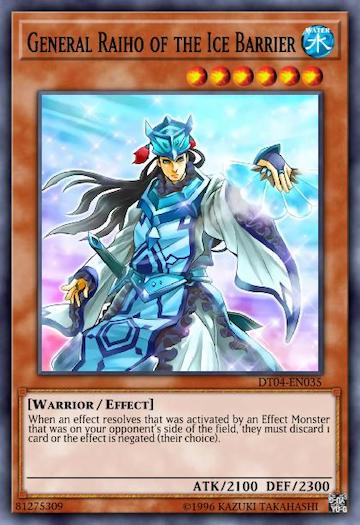 General Raiho of the Ice Barrier
WATER
水
DT04-EN035
[Warrior / Effect]
When an effect resolves that was activated by an Effect Monster
that was on your opponent's side of the field, they must discard 1
card or the effect is negated (their choice).
ATK/2100 DEF/2300
81275309
©1996 KAZUKI TAKAHASHI